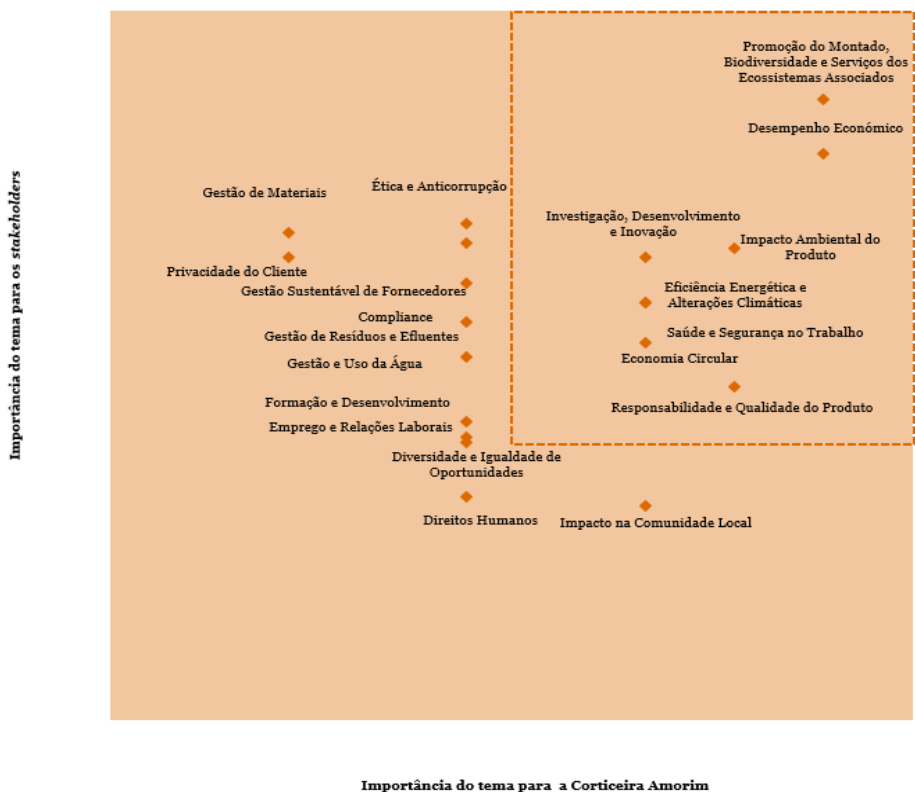 Promoção do Montado,
Biodiversidade e Serviços dos
Ecossistemas Associados
Desempenho Económico
Ética e Anticorrupção
Gestão de Materiais
Investigação, Desenvolvimento
e Inovação
Impacto Ambiental do
Produto
Privacidade do Cliente
Gestão Sustentável de Fornecedores
Eficiência Energética e
Alterações Climáticas
Compliance
Gestão de Resíduos e Efluentes
Saúde e Segurança no Trabalho
Gestão e Uso da Água
Economia Circular
Formação e Desenvolvimento
Responsabilidade e Qualidade do Produto
Emprego e Relações Laborais
Diversidade e Igualdade de
Oportunidades
Direitos Humanos
Impacto na Comunidade Local
Importância do tema para os stakeholders
Importância do tema para a Corticeira Amorim